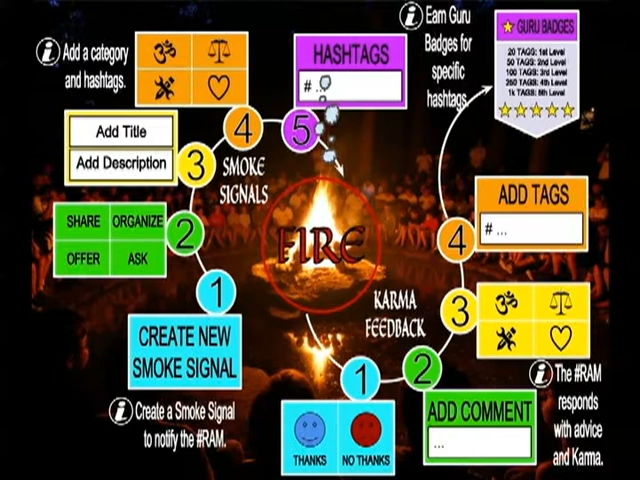 Add a category
and hashtags.
HASHTAGS
# ...
Earn Guru
Badges for
specific
hashtags.
GURU BADGES
20 TAGS: 1st Level
50 TAGS: 2nd Level
100 TAGS: 3rd Level
250 TAGS: 4th Level
1k TAGS: 5th Level
Add Title
Add Description
3
4
5
SMOKE
SIGNALS
SHARE
ORGANIZE
OFFER
ASK
2
1
CREATE NEW
SMOKE SIGNAL
Create a Smoke Signal
to notify the #RAM.
FIRE
ADD TAGS
# ...
4
3
KARMA
FEEDBACK
2
1
THANKS
NO THANKS
ADD COMMENT
...
The #RAM
responds
with advice
and Karma.